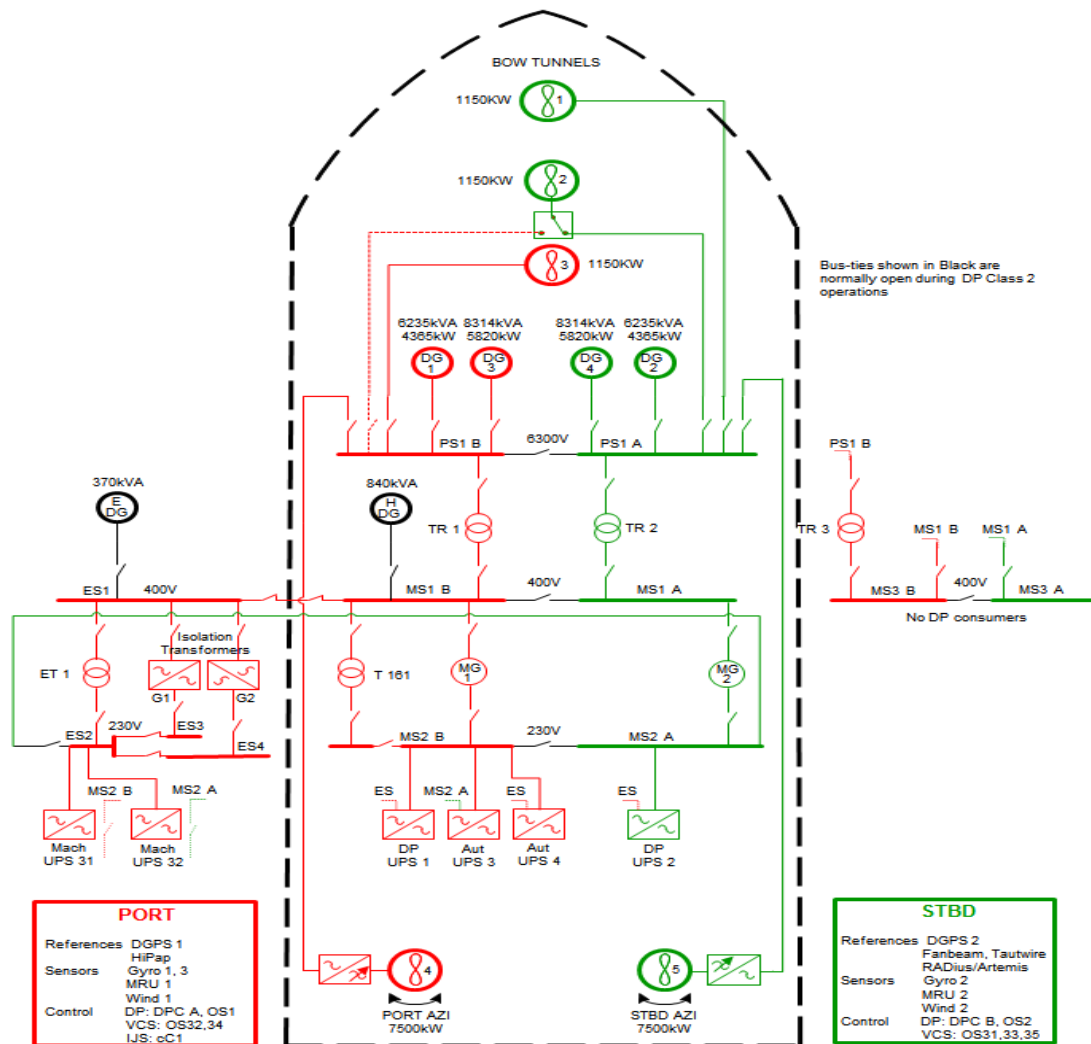 BOW TUNNELS
1150KW
1
1150KW
2
3
1150KW
Bus-ties shown in Black are
normally open during DP Class 2
operations
6235kVA 8314kVA 8314kVA 6235kVA
4365kW 5820kW 5820kW 4365kW
DG 1
DG 3
DG 4
DG 2
PS1 B
6300V
PS1 A
PS1 B
370kVA
840kVA
E DG
H DG
TR 1
TR 2
TR 3
MS1 B
MS1 A
ES1
400V
MS1 B
400V
MS1 A
MS3 B
400V
MS3 A
No DP consumers
Isolation
Transformers
ET 1
G1
G2
T 161
MG 1
MG 2
ES2
230V
ES3
ES4
MS2 B
230V
MS2 A
MS2 B
MS2 A
ES
MS2 A
ES
ES
Mach
UPS 31
Mach
UPS 32
DP
UPS 1
Aut
UPS 3
Aut
UPS 4
DP
UPS 2
PORT
References DGPS 1
HiPap
Sensors Gyro 1, 3
MRU 1
Wind 1
Control DP: DPC A, OS1
VCS: OS32,34
IJS: cC1
4
PORT AZI
7500kW
5
STBD AZI
7500kW
STBD
References DGPS 2
Fanbeam, Tautwire
RADius/Artemis
Sensors Gyro 2
MRU 2
Wind 2
Control DP: DPC B, OS2
VCS: OS31,33,35